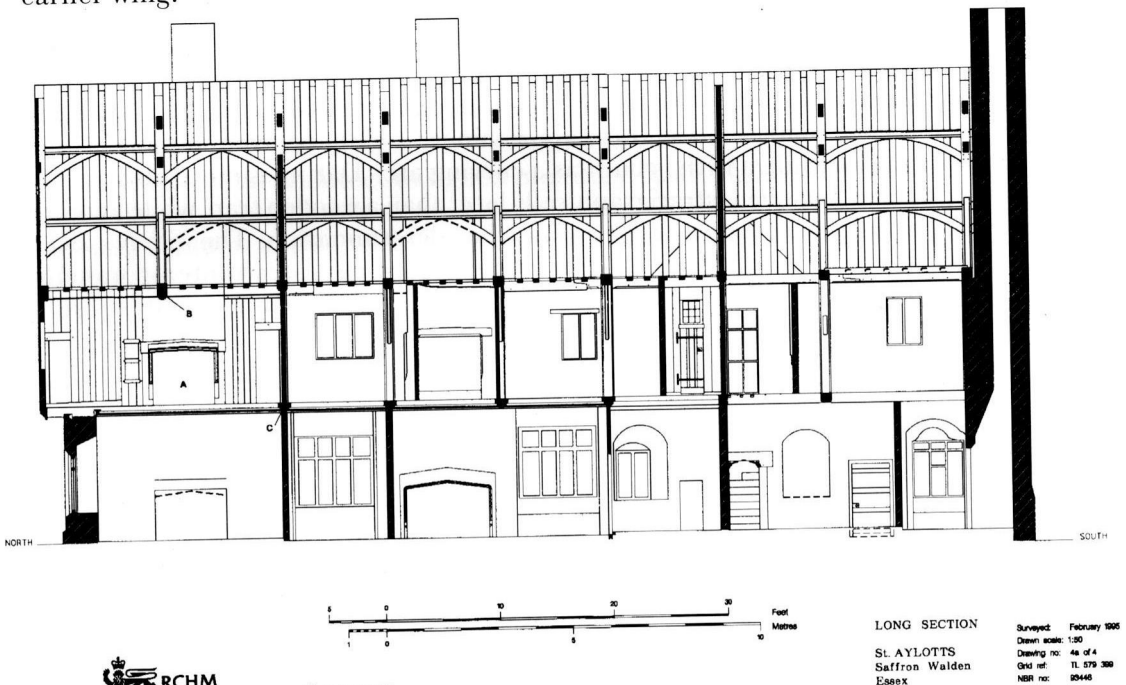 earlier wing.
B
A
C
NORTH
SOUTH
5 0 10 20 30 Feet
1 0 5 10 Metres
LONG SECTION
St. AYLOTTS
Saffron Walden
Essex
Surveyed: February 1995
Drawn scale: 1:50
Drawing no: 4a of 4
Grid ref: TL 579 399
NBR no: 93446
RCHM